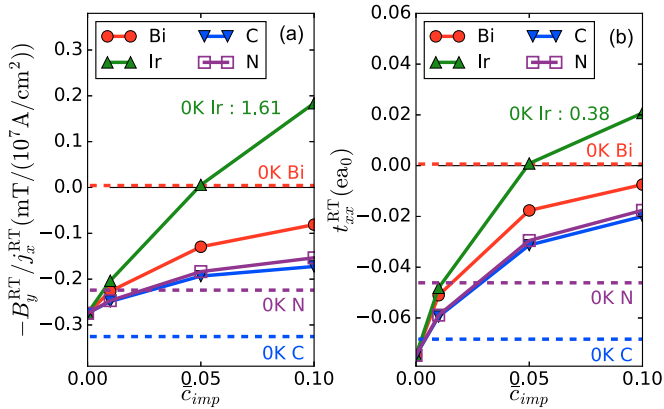 0.3
0.2
0.1
0.0
−0.1
−0.2
−0.3
−B_y^RT/j_x^RT(mT/(10^7A/cm^2))
Bi
Ir
C
N
(a)
0K Ir : 1.61
0K Bi
0K N
0K C
0.00
0.05
0.10
c̄_imp
0.06
0.04
0.02
0.00
−0.02
−0.04
−0.06
t_xx^RT(ea_0)
Bi
Ir
C
N
(b)
0K Ir : 0.38
0K Bi
0K N
0K C
0.00
0.05
0.10
c̄_imp